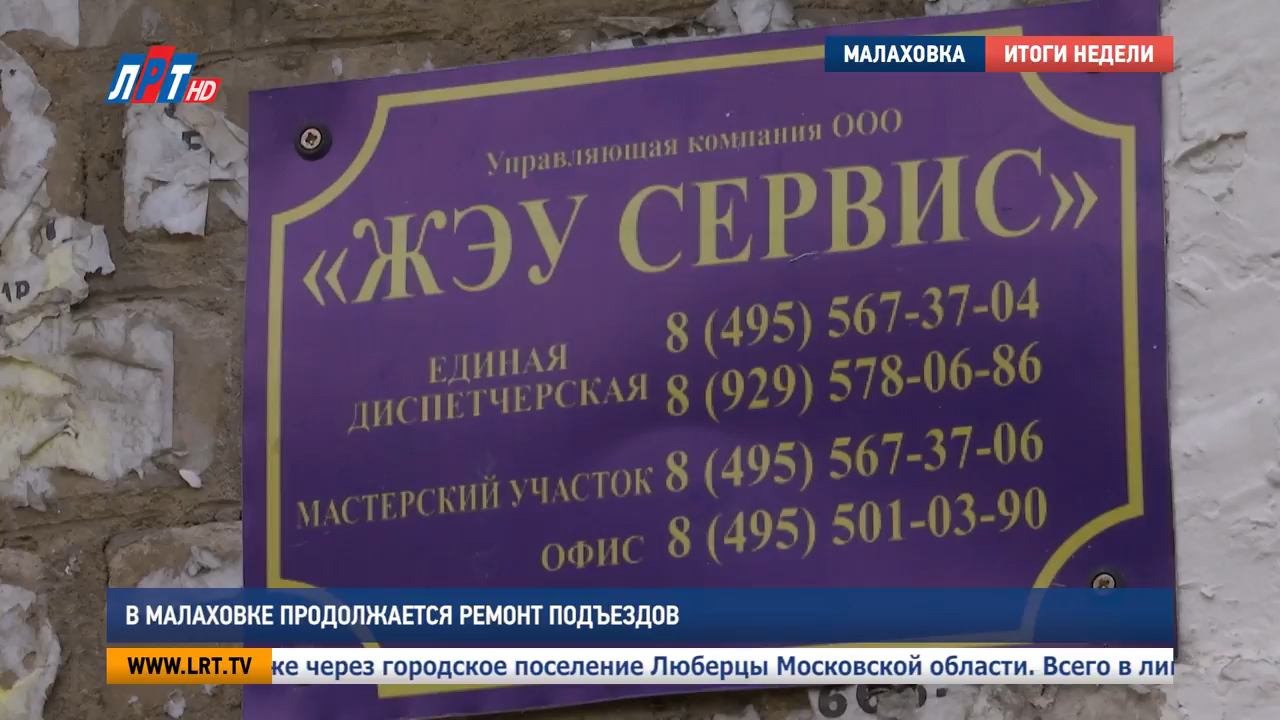 ЛРТ HD
МАЛАХОВКА ИТОГИ НЕДЕЛИ
Управляющая компания ООО
«ЖЭУ СЕРВИС»
ЕДИНАЯ
ДИСПЕТЧЕРСКАЯ
8 (495) 567-37-04
8 (929) 578-06-86
МАСТЕРСКИЙ УЧАСТОК 8 (495) 567-37-06
ОФИС 8 (495) 501-03-90
В МАЛАХОВКЕ ПРОДОЛЖАЕТСЯ РЕМОНТ ПОДЪЕЗДОВ
WWW.LRT.TV же через городское поселение Люберцы Московской области. Всего в ли